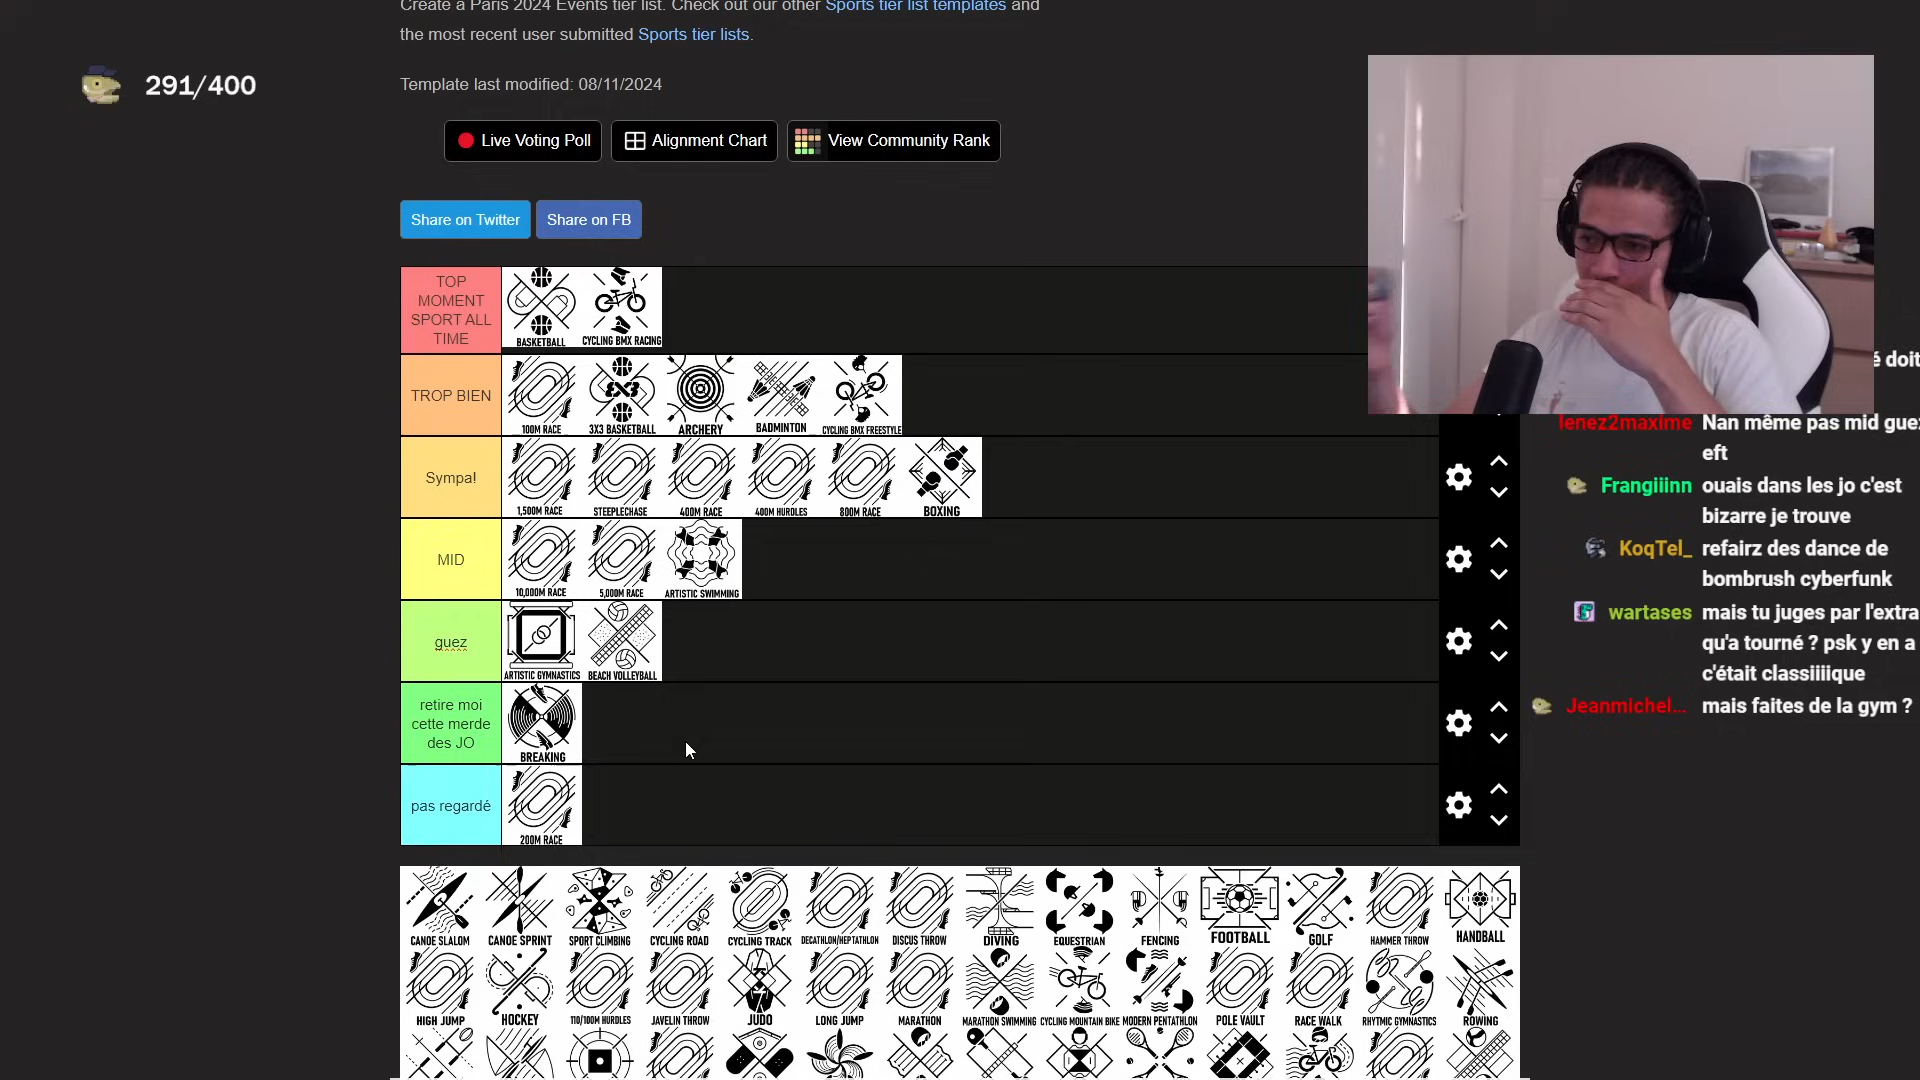 Create a Paris 2024 Events tier list. Check out our other Sports tier list templates and
the most recent user submitted Sports tier lists.
291/400
Template last modified: 08/11/2024
Live Voting Poll
Alignment Chart
View Community Rank
Share on Twitter
Share on FB
TOP
MOMENT
SPORT ALL
TIME
BASKETBALL
CYCLING BMX RACING
TROP BIEN
100M RACE
3X3
3X3 BASKETBALL
ARCHERY
BADMINTON
CYCLING BMX FREESTYLE
Sympa!
1,500M RACE
STEEPLECHASE
400M RACE
400M HURDLES
800M RACE
BOXING
MID
10,000M RACE
5,000M RACE
ARTISTIC SWIMMING
guez
ARTISTIC GYMNASTICS
BEACH VOLLEYBALL
retire moi
cette merde
des JO
BREAKING
pas regardé
200M RACE
é doit
lenez2maxime Nan même pas mid guez
eft
Frangiiinn ouais dans les jo c'est
bizarre je trouve
KoqTel_ refairz des dance de
bombrush cyberfunk
wartases mais tu juges par l'extra
qu'a tourné ? psk y en a
c'était classiiiique
Jeanmichel... mais faites de la gym ?
CANOE SLALOM
CANOE SPRINT
SPORT CLIMBING
CYCLING ROAD
CYCLING TRACK
DECATHLON/HEPTATHLON
DISCUS THROW
DIVING
EQUESTRIAN
FENCING
FOOTBALL
GOLF
HAMMER THROW
HANDBALL
HIGH JUMP
HOCKEY
110/100M HURDLES
JAVELIN THROW
JUDO
LONG JUMP
MARATHON
MARATHON SWIMMING
CYCLING MOUNTAIN BIKE
MODERN PENTATHLON
POLE VAULT
RACE WALK
RHYTMIC GYMNASTICS
ROWING